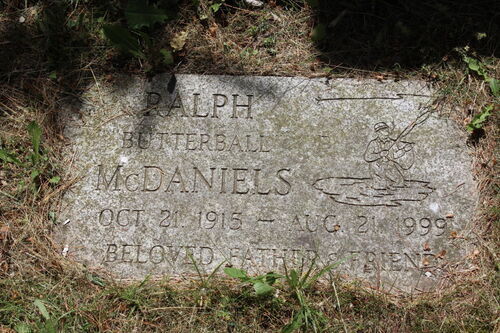 RALPH
BUTTERBALL
McDANIELS
OCT. 21, 1915 - AUG. 21, 1999
BELOVED FATHER & FRIEND